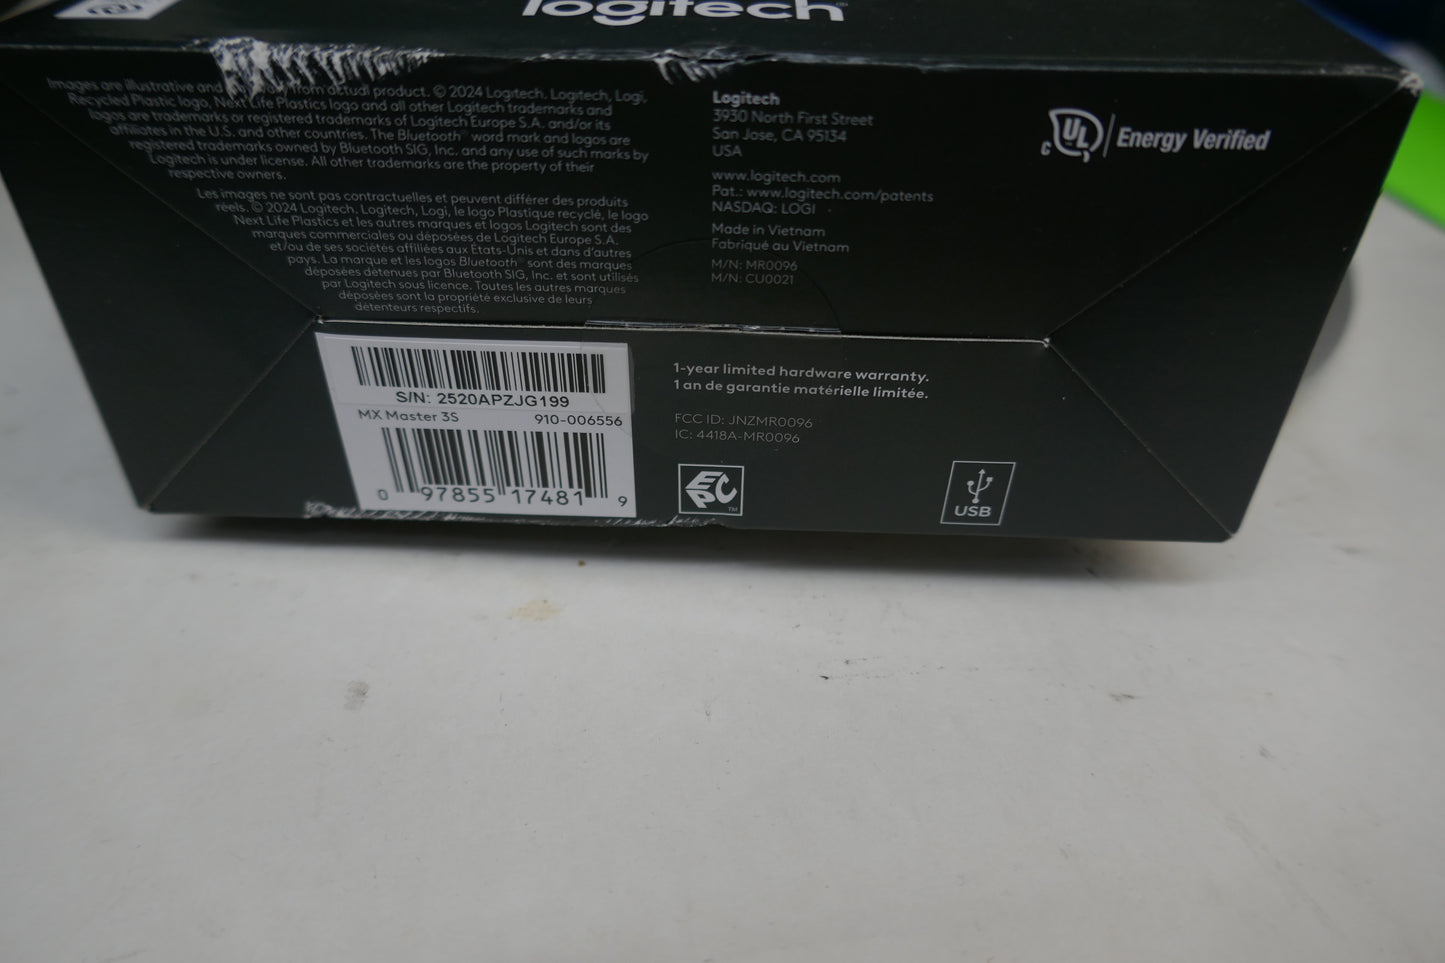 logitech
Images are illustrative and from actual product. © 2024 Logitech. Logitech, Logi,
Recycled Plastic logo, Next Life Plastics logo and all other Logitech trademarks and
logos are trademarks or registered trademarks of Logitech Europe S.A. and/or its
affiliates in the U.S. and other countries. The Bluetooth® word mark and logos are
registered trademarks owned by Bluetooth SIG, Inc. and any use of such marks by
Logitech is under license. All other trademarks are the property of their
respective owners.
Les images ne sont pas contractuelles et peuvent différer des produits
réels. © 2024 Logitech. Logitech, Logi, le logo Plastique recyclé, le logo
Next Life Plastics et les autres marques et logos Logitech sont des
marques commerciales ou déposées de Logitech Europe S.A.
et/ou de ses sociétés affiliées aux États-Unis et dans d'autres
pays. La marque et les logos Bluetooth® sont des marques
déposées détenues par Bluetooth SIG, Inc. et sont utilisés
par Logitech sous licence. Toutes les autres marques
déposées sont la propriété exclusive de leurs
détenteurs respectifs.
Logitech
3930 North First Street
San Jose, CA 95134
USA
www.logitech.com
Pat.: www.logitech.com/patents
NASDAQ: LOGI
Made in Vietnam
Fabriqué au Vietnam
M/N: MR0096
M/N: CU0021
c UL Energy Verified
S/N: 2520APZJG199
MX Master 3S 910-006556
0 97855 17481 9
1-year limited hardware warranty.
1 an de garantie matérielle limitée.
FCC ID: JNZMR0096
IC: 4418A-MR0096
EPC ™
USB